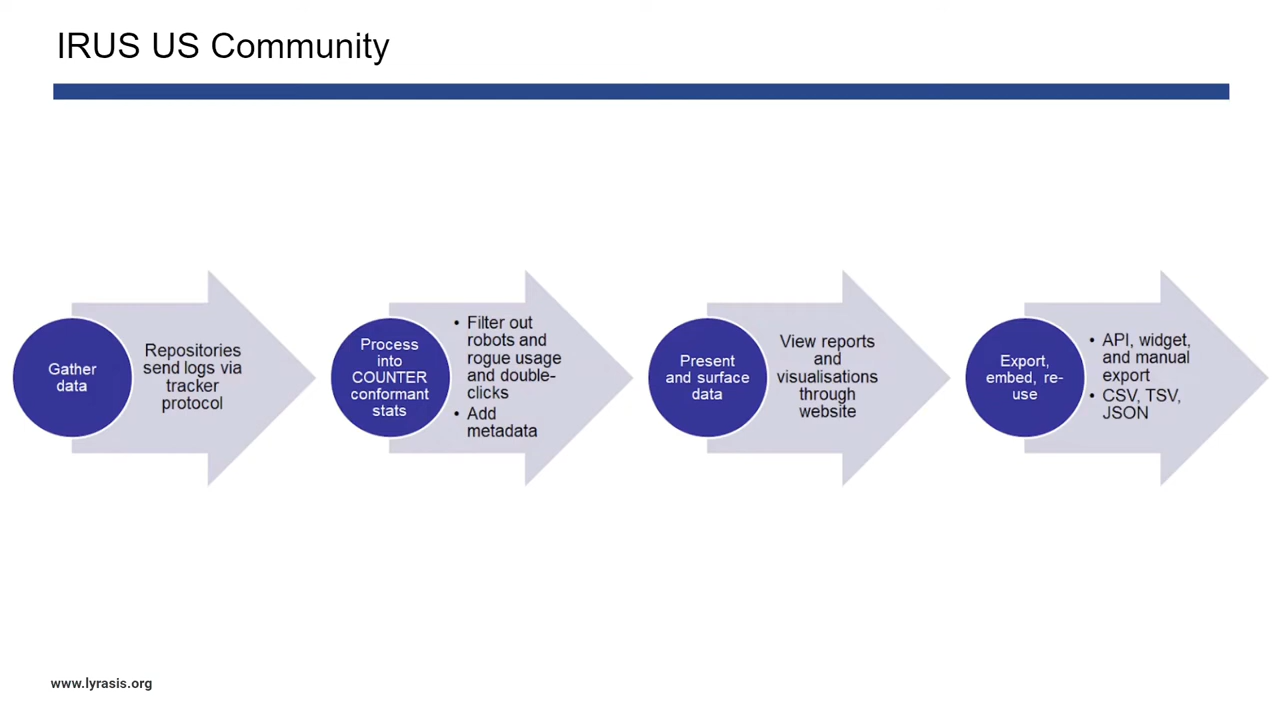 IRUS US Community
Gather
data
Repositories
send logs via
tracker
protocol
Process
into
COUNTER
conformant
stats
• Filter out
robots and
rogue usage
and double-
clicks
• Add
metadata
Present
and surface
data
View reports
and
visualisations
through
website
Export,
embed, re-
use
• API, widget,
and manual
export
• CSV, TSV,
JSON
www.lyrasis.org